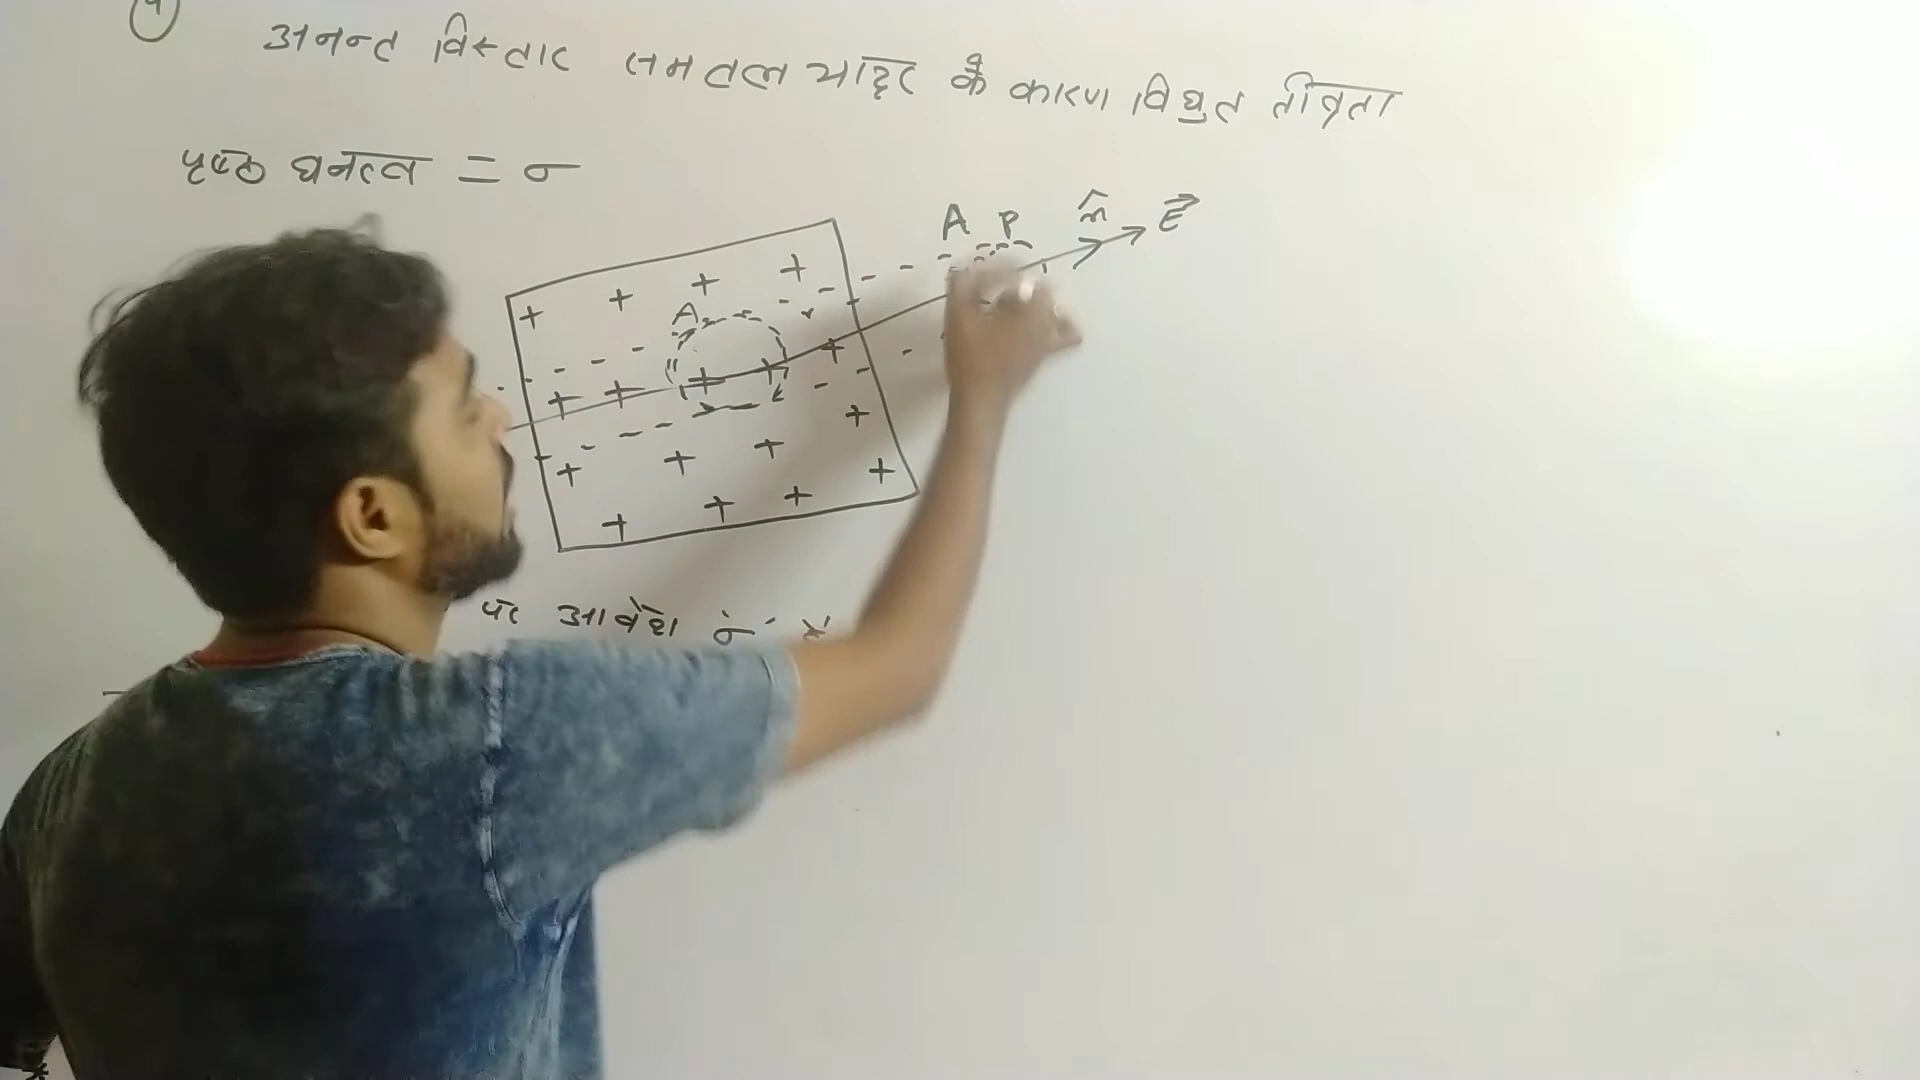 अनन्त विस्तार समतल चादर के कारण विद्युत तीव्रता
पृष्ठ घनत्व = σ
A P n̂ E⃗
+ + + +
A
+ + + + +
+
+ + + +
+ + +
पर आवेश